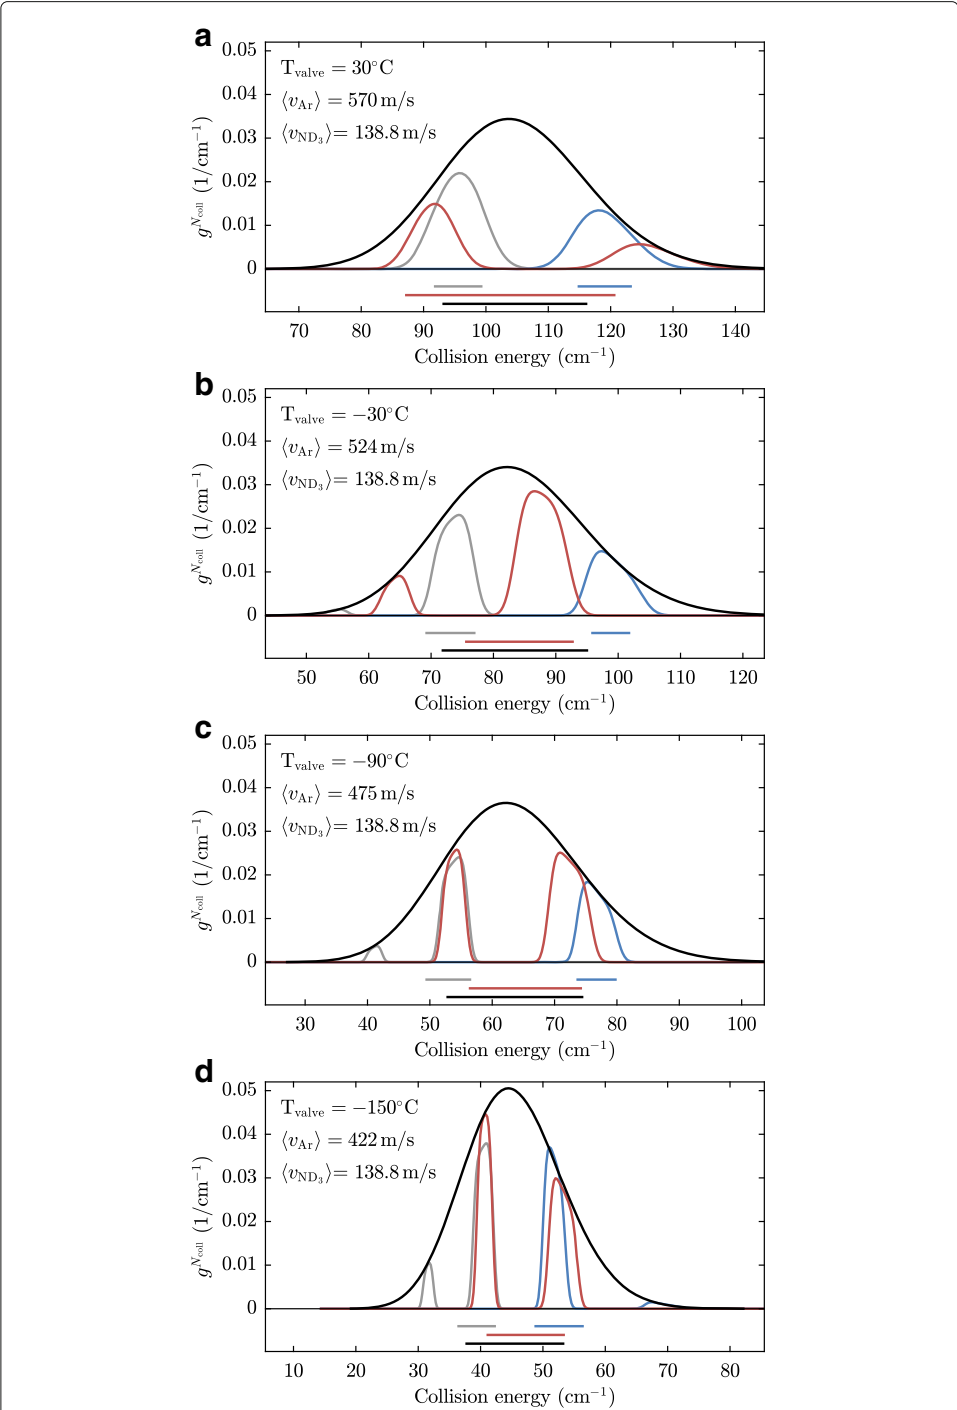 a
T_valve = 30°C
⟨v_Ar⟩ = 570 m/s
⟨v_ND₃⟩ = 138.8 m/s
g^N_coll (1/cm⁻¹)
0.05
0.04
0.03
0.02
0.01
0
70 80 90 100 110 120 130 140
Collision energy (cm⁻¹)
b
T_valve = −30°C
⟨v_Ar⟩ = 524 m/s
⟨v_ND₃⟩ = 138.8 m/s
g^N_coll (1/cm⁻¹)
0.05
0.04
0.03
0.02
0.01
0
50 60 70 80 90 100 110 120
Collision energy (cm⁻¹)
c
T_valve = −90°C
⟨v_Ar⟩ = 475 m/s
⟨v_ND₃⟩ = 138.8 m/s
g^N_coll (1/cm⁻¹)
0.05
0.04
0.03
0.02
0.01
0
30 40 50 60 70 80 90 100
Collision energy (cm⁻¹)
d
T_valve = −150°C
⟨v_Ar⟩ = 422 m/s
⟨v_ND₃⟩ = 138.8 m/s
g^N_coll (1/cm⁻¹)
0.05
0.04
0.03
0.02
0.01
0
10 20 30 40 50 60 70 80
Collision energy (cm⁻¹)